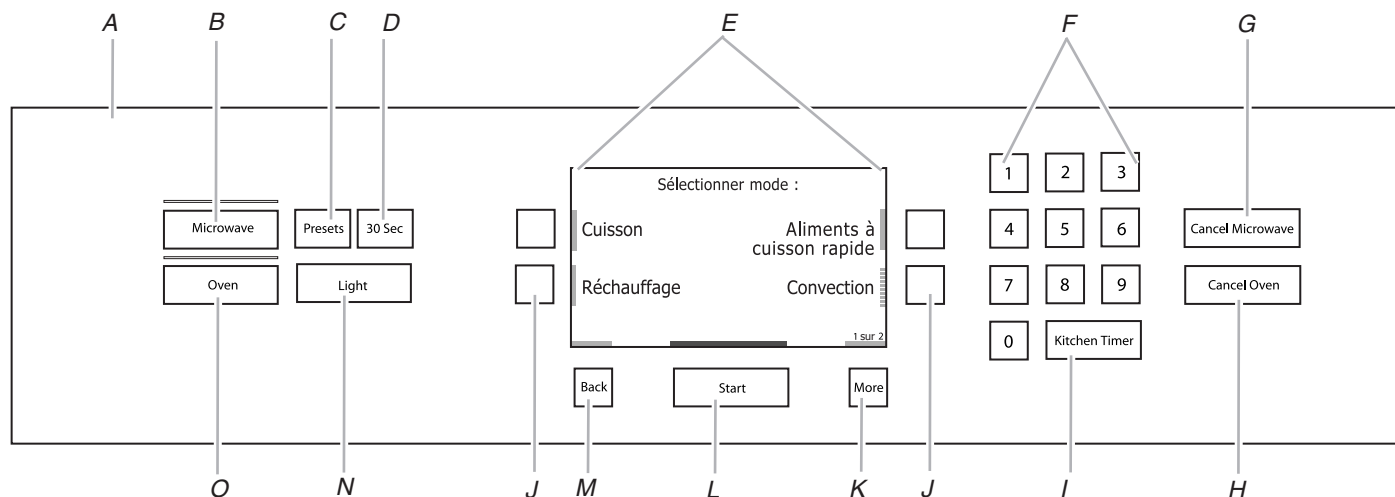 A B C D E F G
Sélectionner mode :
1 2 3
Microwave Presets 30 Sec
Cuisson Aliments à
cuisson rapide
4 5 6
Cancel Microwave
Oven Light
Réchauffage Convection
7 8 9
Cancel Oven
1 sur 2
0 Kitchen Timer
Back Start More
O N J M L K J I H